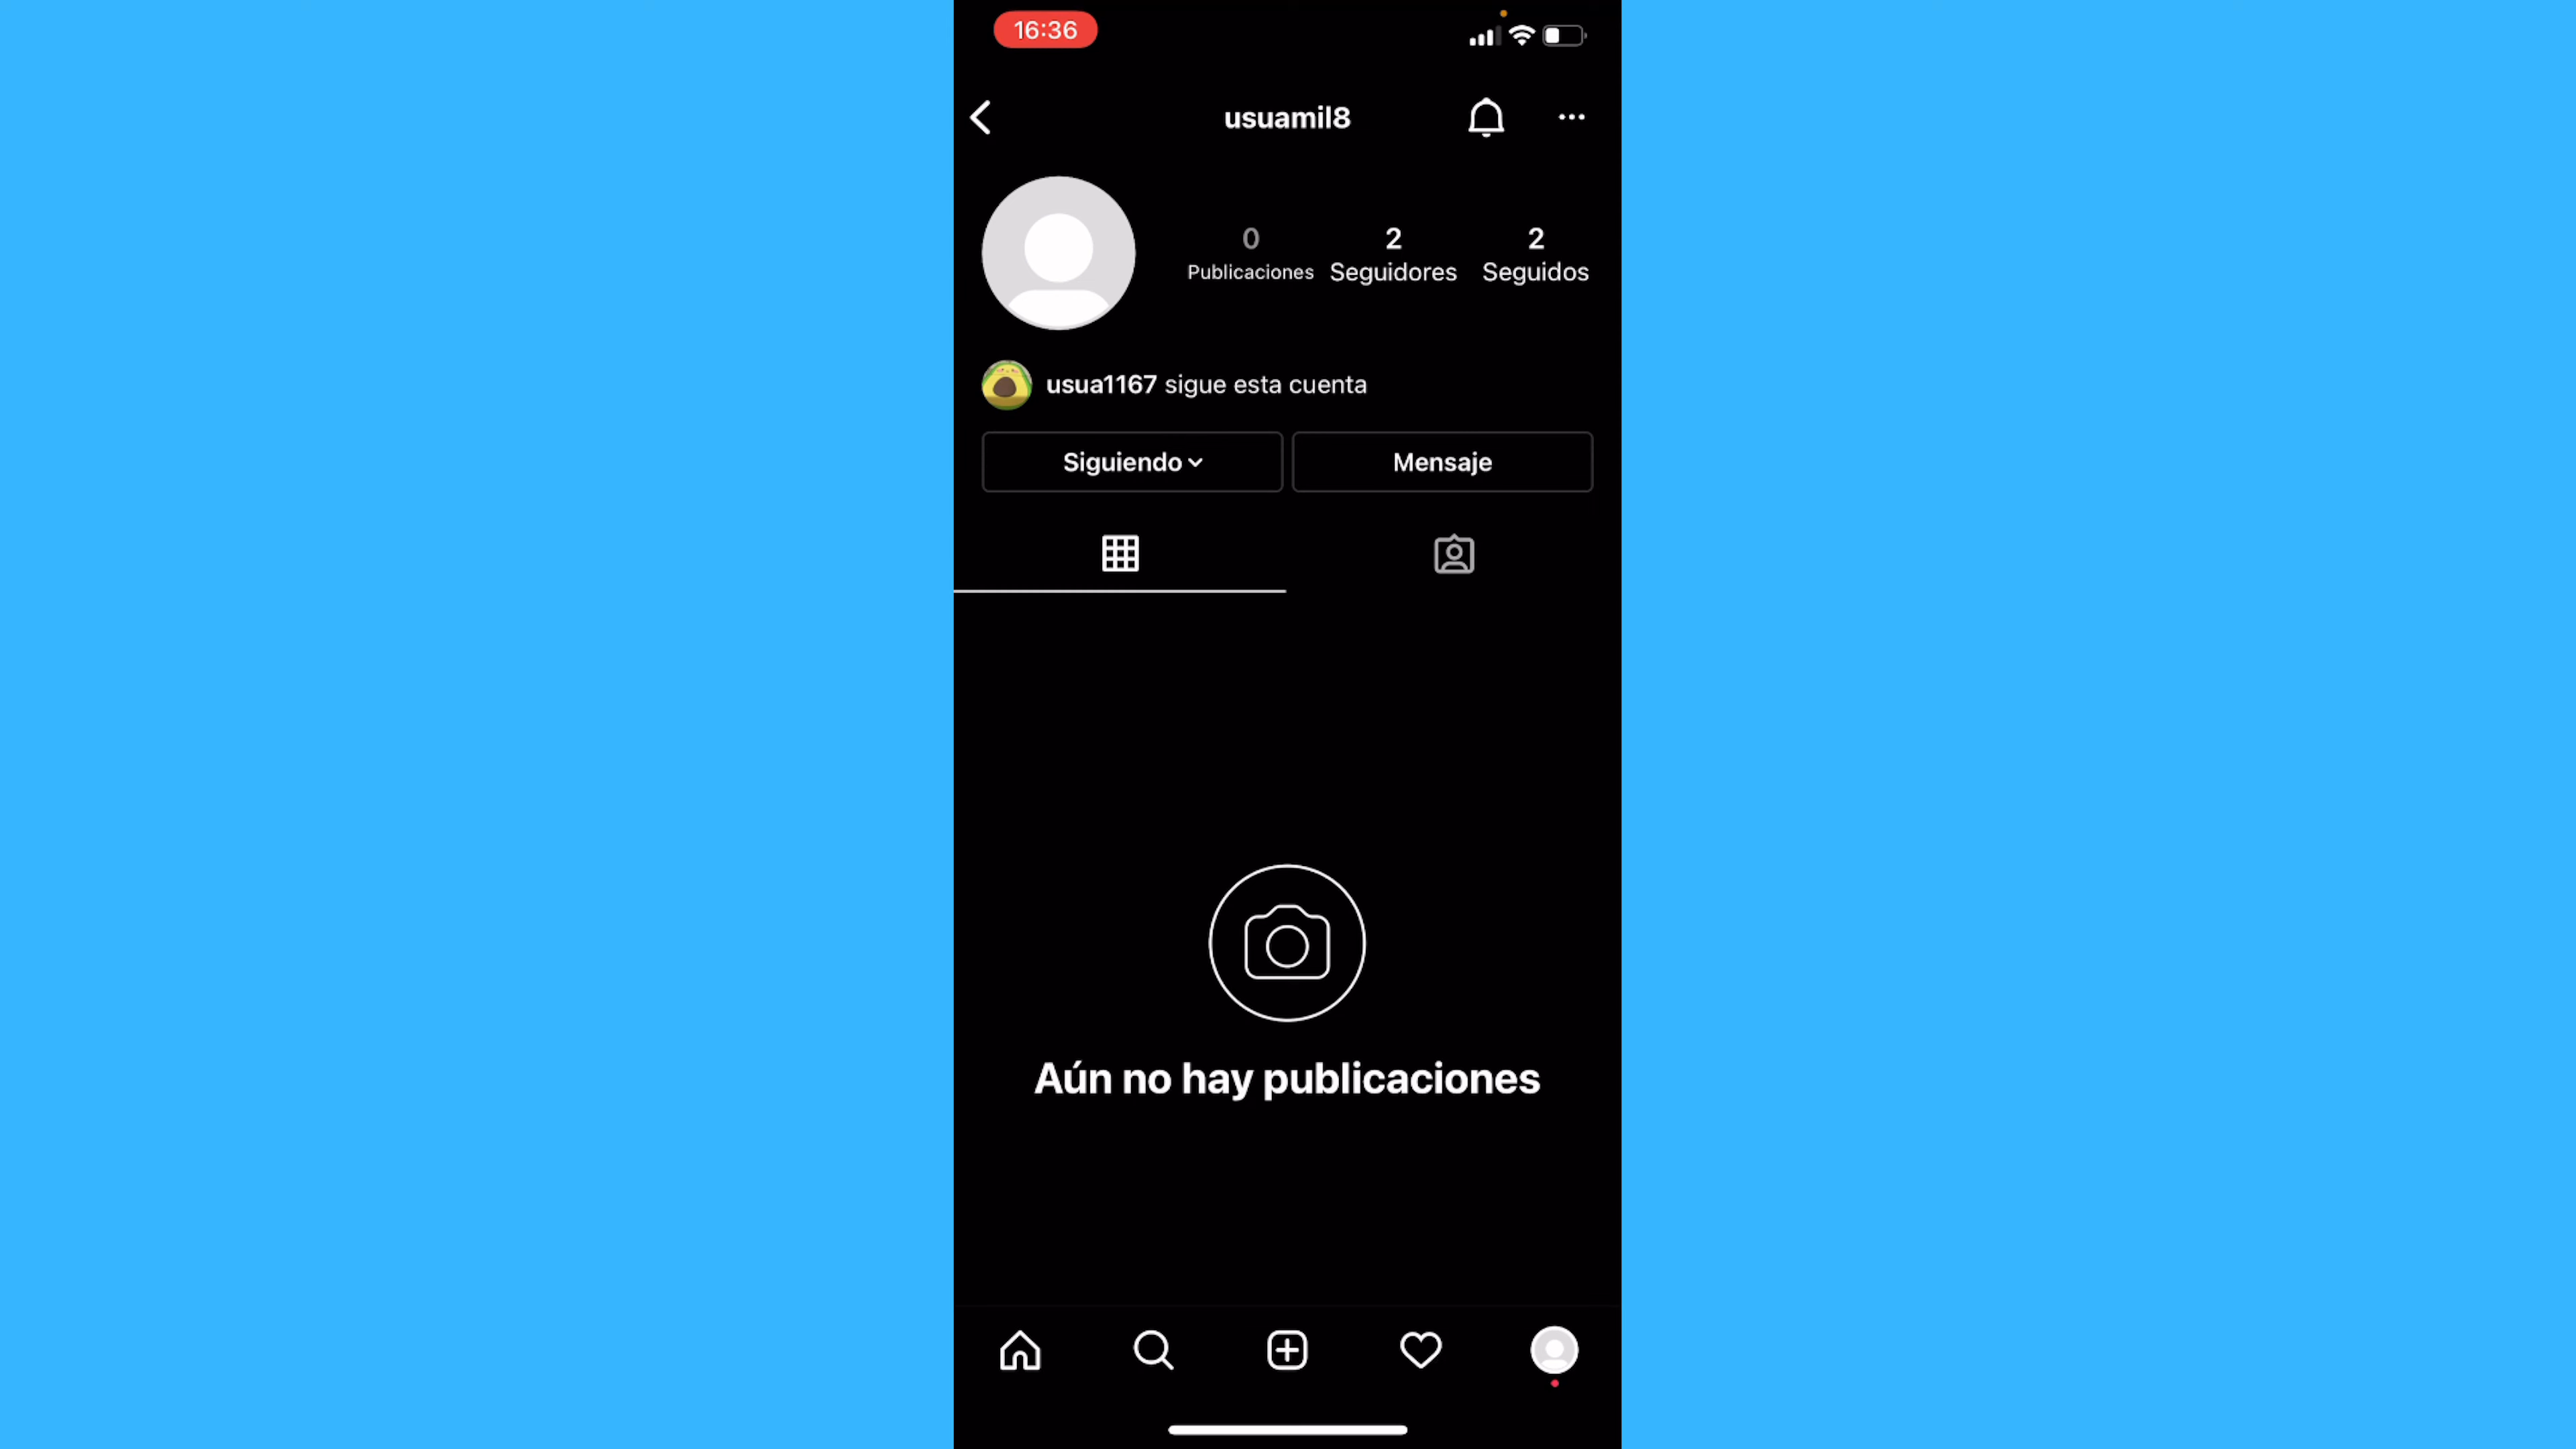 16:36
usuamil8
0 2 2
Publicaciones Seguidores Seguidos
usua1167 sigue esta cuenta
Siguiendo Mensaje
Aún no hay publicaciones